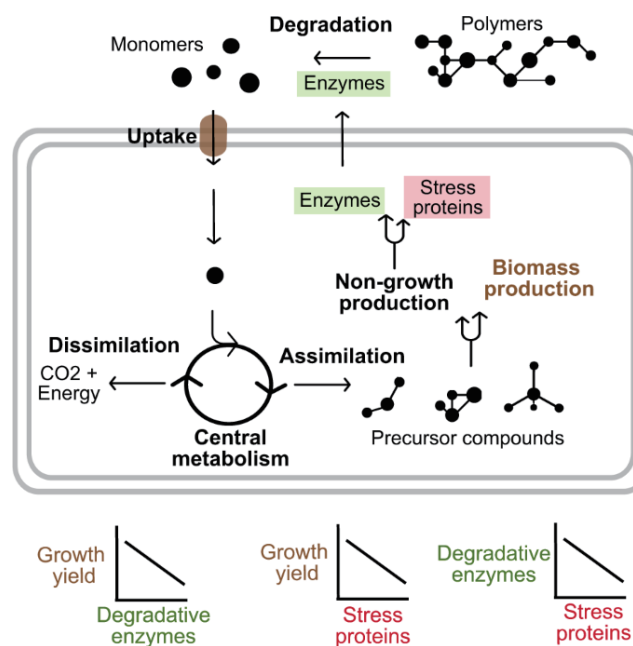 Degradation
Polymers
Monomers
Enzymes
Uptake
Enzymes
Stress
proteins
Non-growth
production
Biomass
production
Dissimilation
CO2 +
Energy
Assimilation
Central
metabolism
Precursor compounds
Growth
yield
Degradative
enzymes
Growth
yield
Stress
proteins
Degradative
enzymes
Stress
proteins